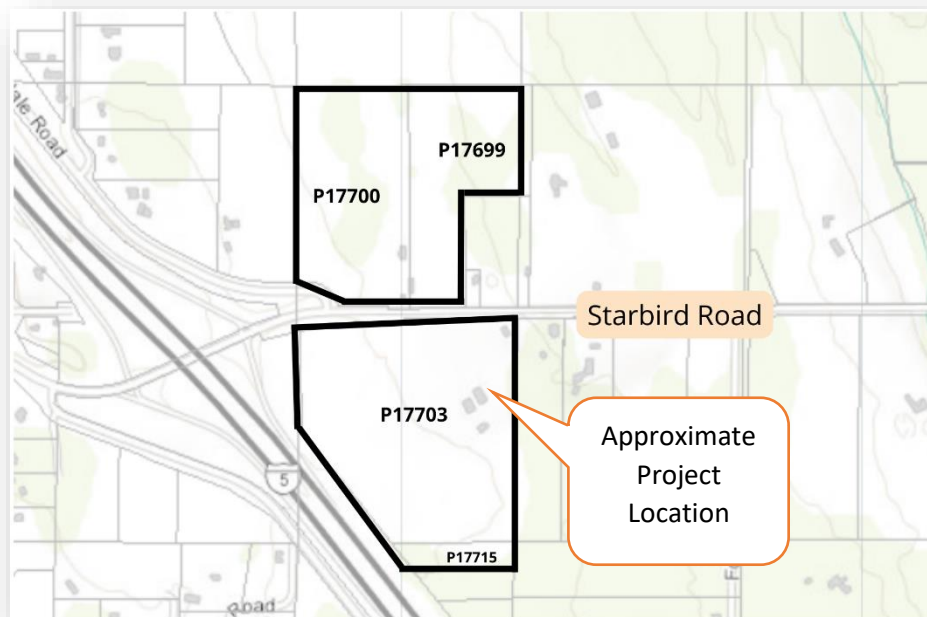 ale Road
P17699
P17700
Starbird Road
P17703
Approximate
Project
Location
5
P17715
Road